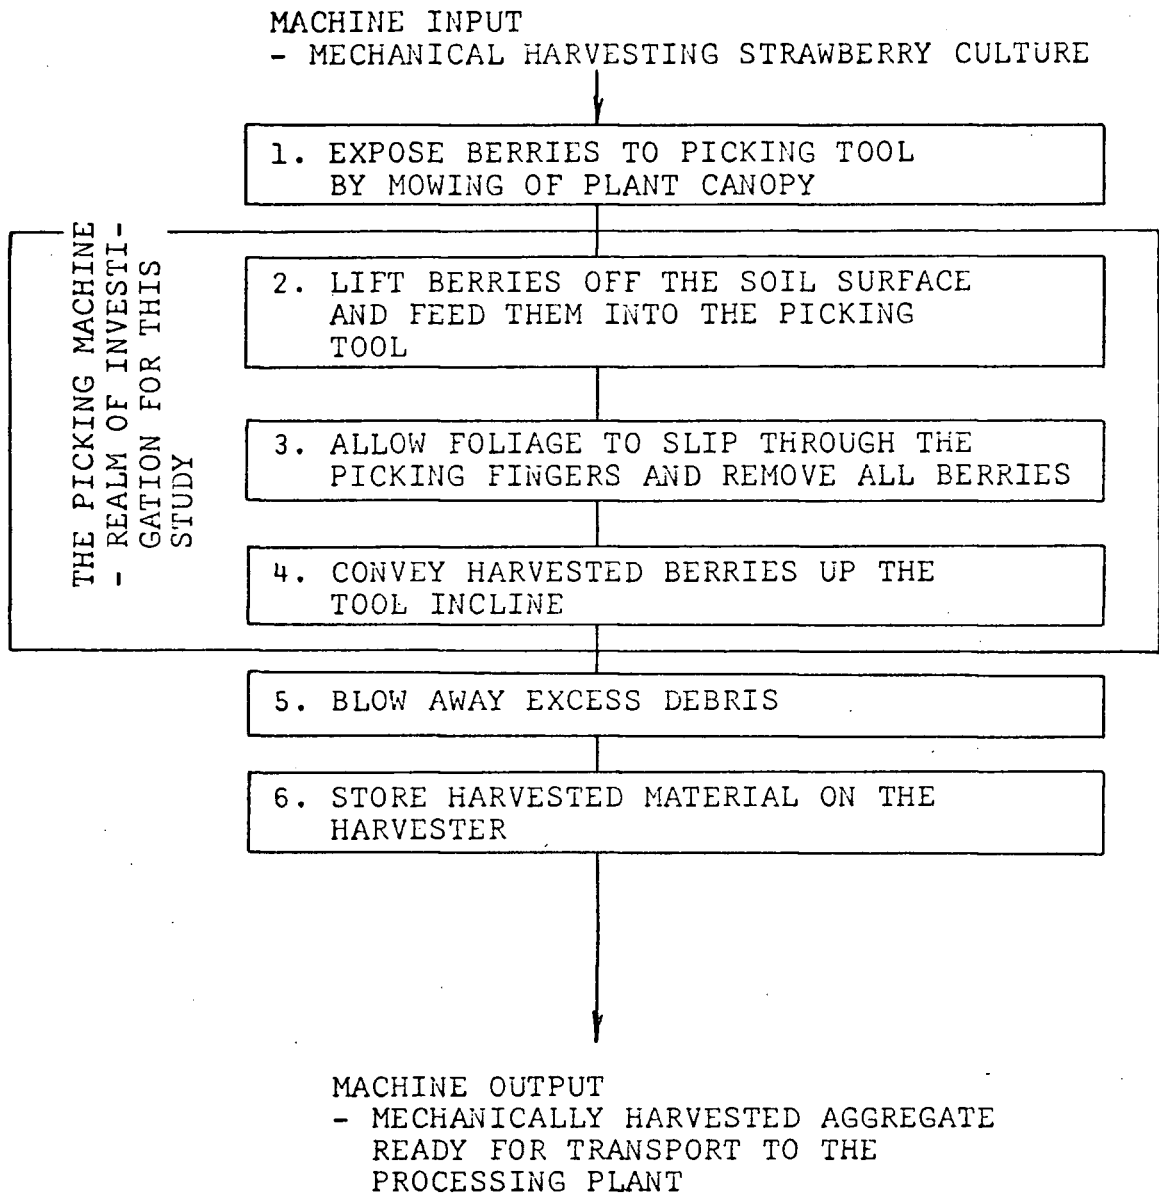 MACHINE INPUT
- MECHANICAL HARVESTING STRAWBERRY CULTURE
1. EXPOSE BERRIES TO PICKING TOOL
BY MOWING OF PLANT CANOPY
THE PICKING MACHINE
- REALM OF INVESTI-
GATION FOR THIS
STUDY
2. LIFT BERRIES OFF THE SOIL SURFACE
AND FEED THEM INTO THE PICKING
TOOL
3. ALLOW FOLIAGE TO SLIP THROUGH THE
PICKING FINGERS AND REMOVE ALL BERRIES
4. CONVEY HARVESTED BERRIES UP THE
TOOL INCLINE
5. BLOW AWAY EXCESS DEBRIS
6. STORE HARVESTED MATERIAL ON THE
HARVESTER
MACHINE OUTPUT
- MECHANICALLY HARVESTED AGGREGATE
READY FOR TRANSPORT TO THE
PROCESSING PLANT